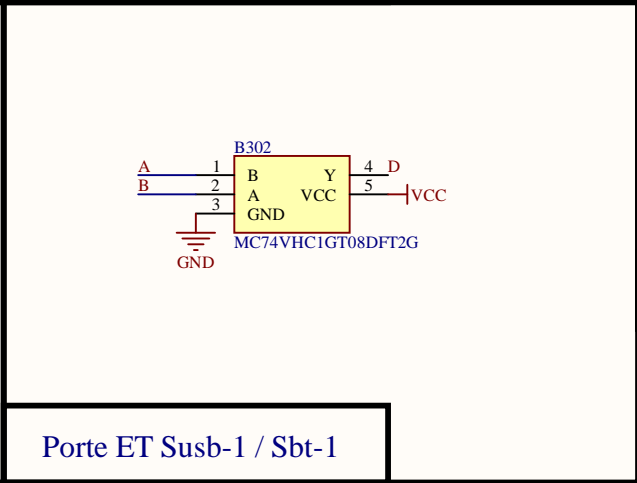 B302
A 1 B Y 4 D
B 2 A VCC 5 VCC
3 GND
MC74VHC1GT08DFT2G
GND
Porte ET Susb-1 / Sbt-1